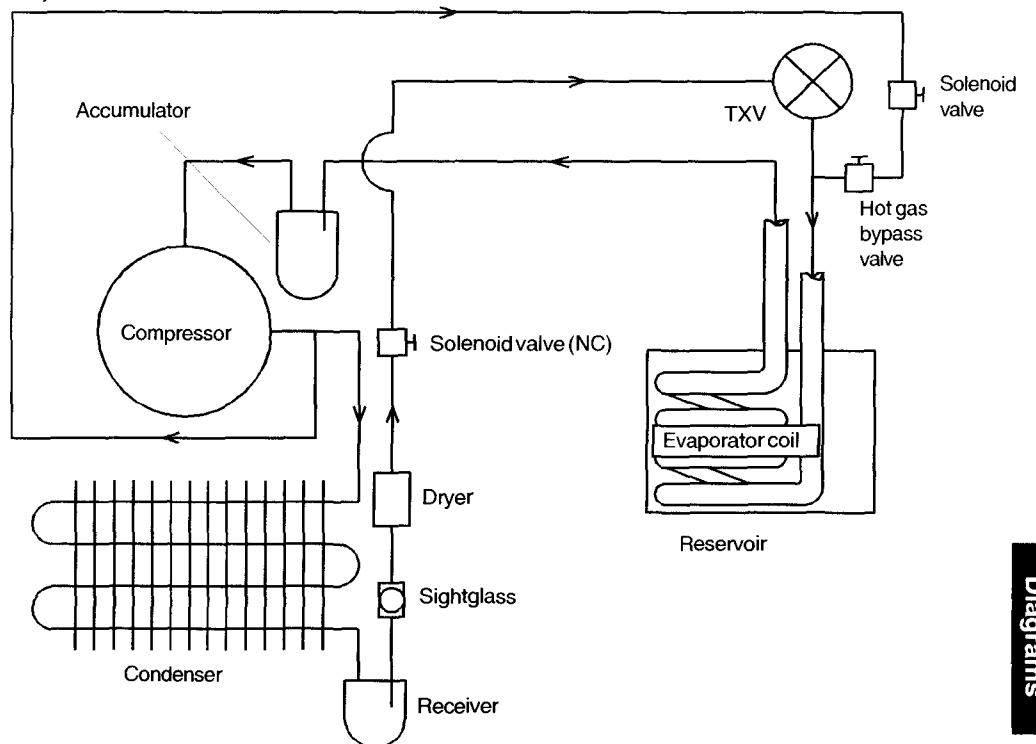 Accumulator
TXV
Solenoid
valve
Hot gas
bypass
valve
Compressor
Solenoid valve (NC)
Evaporator coil
Dryer
Reservoir
Sightglass
Condenser
Receiver
Diagrams